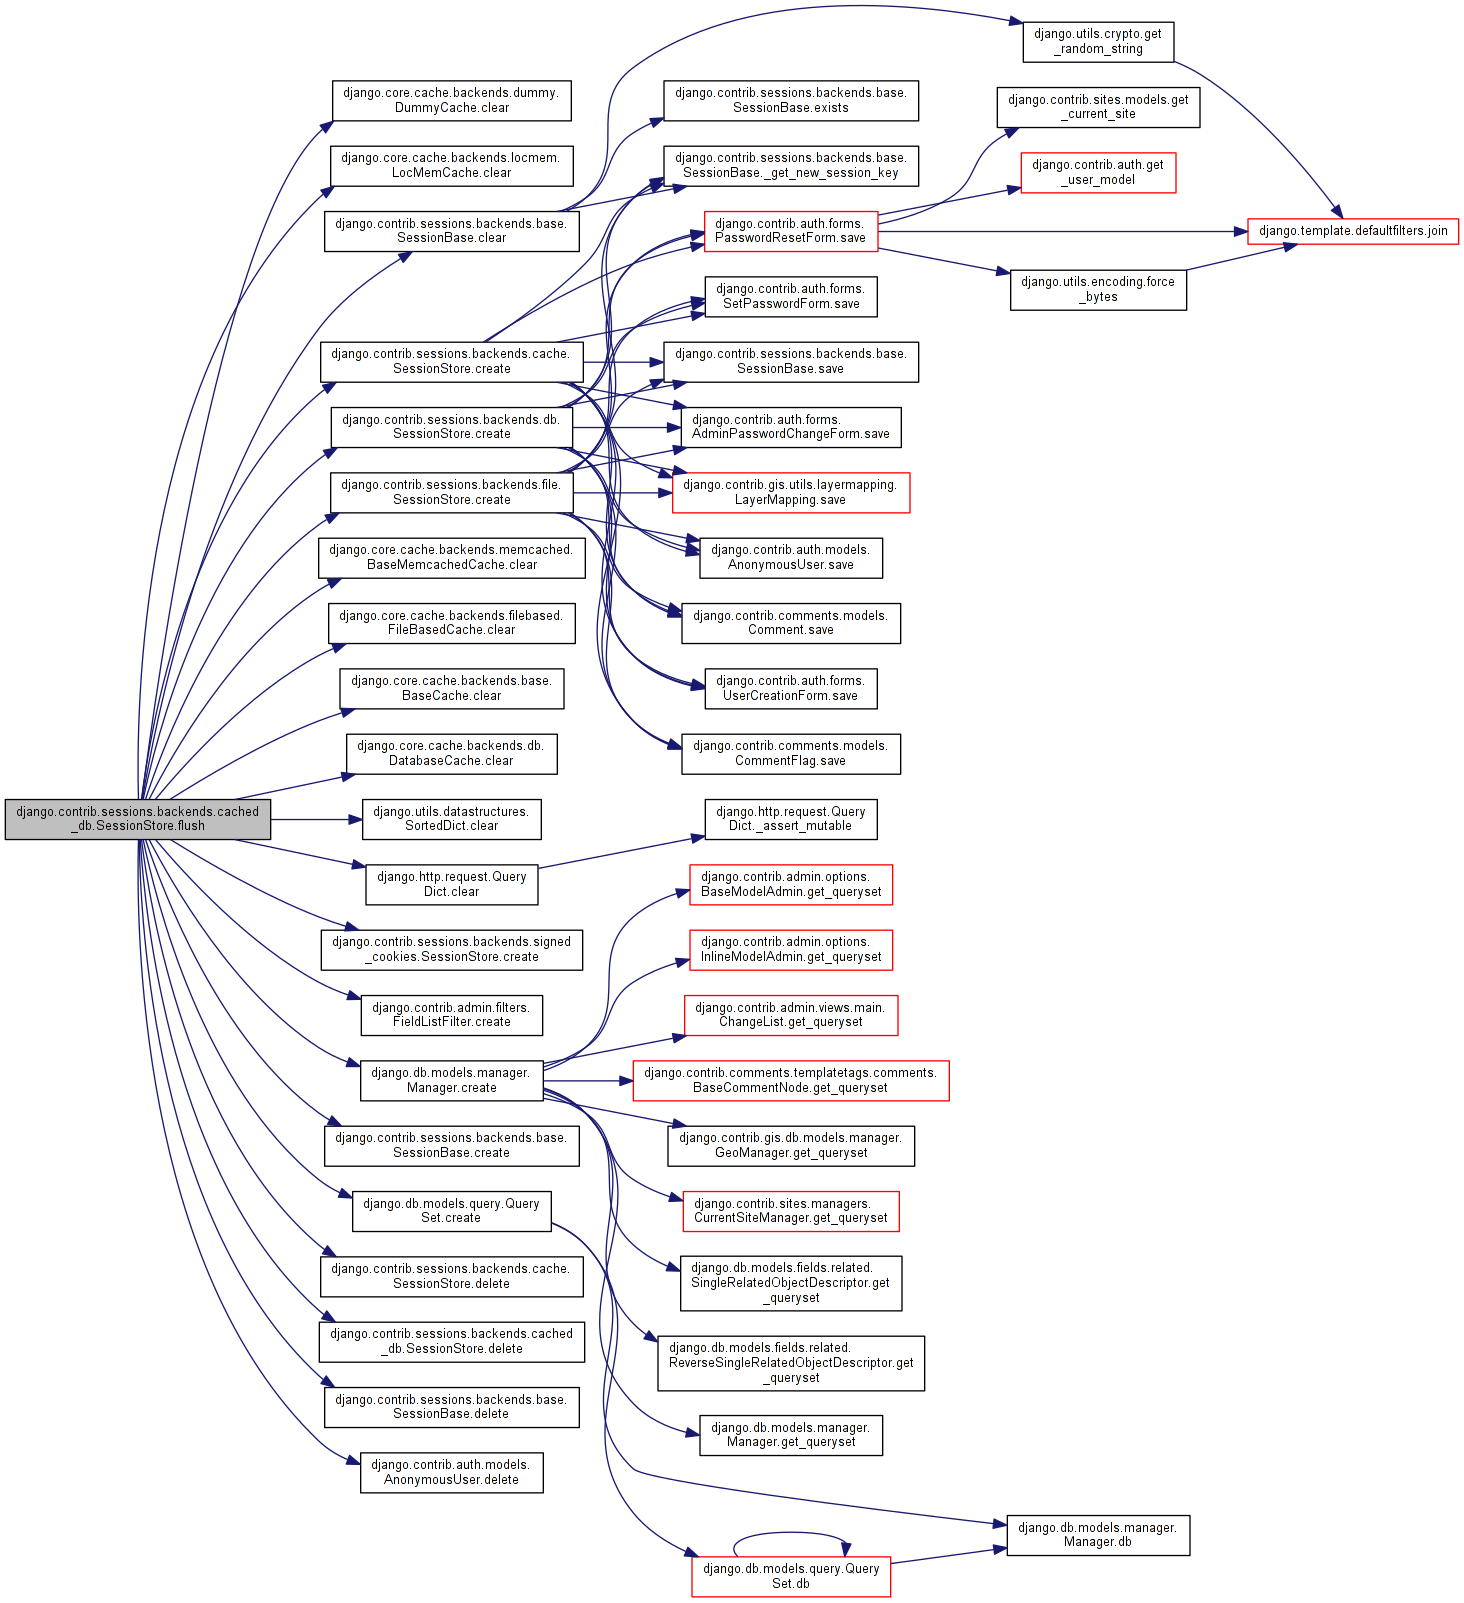 django.utils.crypto.get
_random_string
django.core.cache.backends.dummy.
DummyCache.clear
django.contrib.sessions.backends.base.
SessionBase.exists
django.contrib.sites.models.get
_current_site
django.core.cache.backends.locmem.
LocMemCache.clear
django.contrib.sessions.backends.base.
SessionBase._get_new_session_key
django.contrib.auth.get
_user_model
django.contrib.sessions.backends.base.
SessionBase.clear
django.contrib.auth.forms.
PasswordResetForm.save
django.template.defaultfilters.join
django.contrib.auth.forms.
SetPasswordForm.save
django.utils.encoding.force
_bytes
django.contrib.sessions.backends.cache.
SessionStore.create
django.contrib.sessions.backends.base.
SessionBase.save
django.contrib.sessions.backends.db.
SessionStore.create
django.contrib.auth.forms.
AdminPasswordChangeForm.save
django.contrib.sessions.backends.file.
SessionStore.create
django.contrib.gis.utils.layermapping.
LayerMapping.save
django.core.cache.backends.memcached.
BaseMemcachedCache.clear
django.contrib.auth.models.
AnonymousUser.save
django.core.cache.backends.filebased.
FileBasedCache.clear
django.contrib.comments.models.
Comment.save
django.core.cache.backends.base.
BaseCache.clear
django.contrib.auth.forms.
UserCreationForm.save
django.core.cache.backends.db.
DatabaseCache.clear
django.contrib.comments.models.
CommentFlag.save
django.contrib.sessions.backends.cached
_db.SessionStore.flush
django.utils.datastructures.
SortedDict.clear
django.http.request.Query
Dict._assert_mutable
django.http.request.Query
Dict.clear
django.contrib.admin.options.
BaseModelAdmin.get_queryset
django.contrib.sessions.backends.signed
_cookies.SessionStore.create
django.contrib.admin.options.
InlineModelAdmin.get_queryset
django.contrib.admin.filters.
FieldListFilter.create
django.contrib.admin.views.main.
ChangeList.get_queryset
django.db.models.manager.
Manager.create
django.contrib.comments.templatetags.comments.
BaseCommentNode.get_queryset
django.contrib.sessions.backends.base.
SessionBase.create
django.contrib.gis.db.models.manager.
GeoManager.get_queryset
django.db.models.query.Query
Set.create
django.contrib.sites.managers.
CurrentSiteManager.get_queryset
django.contrib.sessions.backends.cache.
SessionStore.delete
django.db.models.fields.related.
SingleRelatedObjectDescriptor.get
_queryset
django.contrib.sessions.backends.cached
_db.SessionStore.delete
django.db.models.fields.related.
ReverseSingleRelatedObjectDescriptor.get
_queryset
django.contrib.sessions.backends.base.
SessionBase.delete
django.db.models.manager.
Manager.get_queryset
django.contrib.auth.models.
AnonymousUser.delete
django.db.models.manager.
Manager.db
django.db.models.query.Query
Set.db